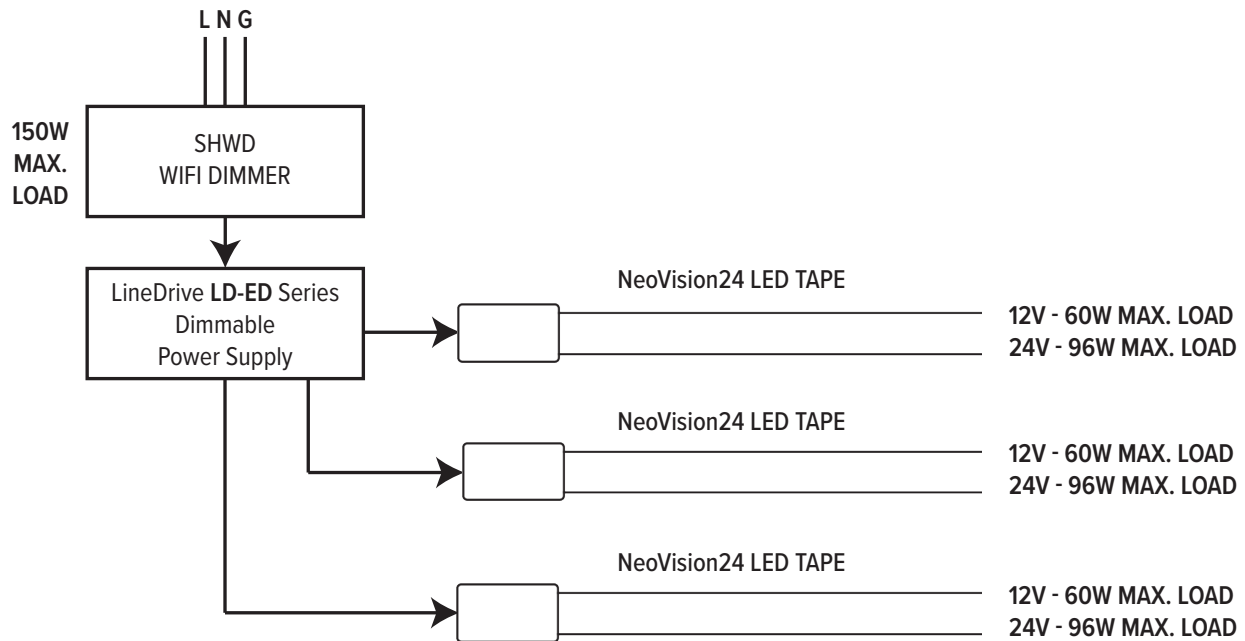 L N G
150W
MAX.
LOAD
SHWD
WIFI DIMMER
LineDrive LD-ED Series
Dimmable
Power Supply
NeoVision24 LED TAPE
12V - 60W MAX. LOAD
24V - 96W MAX. LOAD
NeoVision24 LED TAPE
12V - 60W MAX. LOAD
24V - 96W MAX. LOAD
NeoVision24 LED TAPE
12V - 60W MAX. LOAD
24V - 96W MAX. LOAD